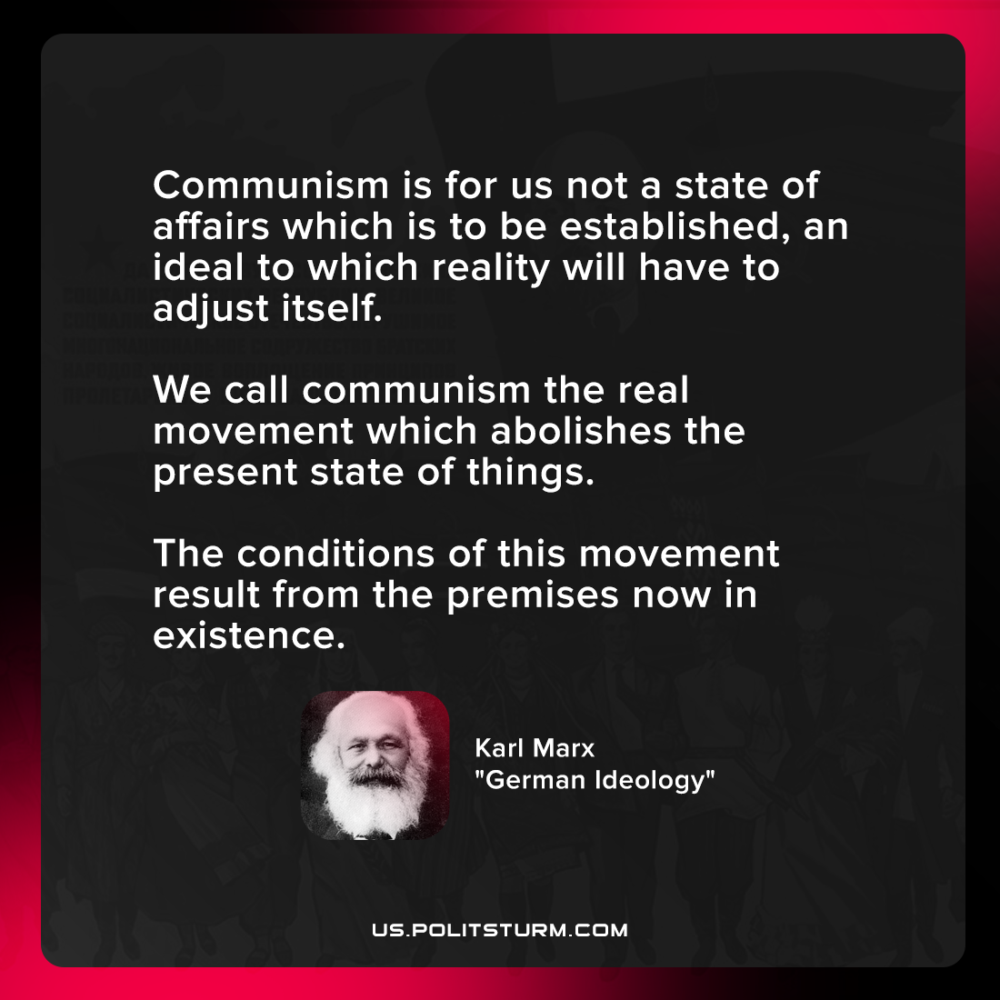 Communism is for us not a state of
affairs which is to be established, an
ideal to which reality will have to
adjust itself.
We call communism the real
movement which abolishes the
present state of things.
The conditions of this movement
result from the premises now in
existence.
Karl Marx
"German Ideology"
US.POLITSTURM.COM